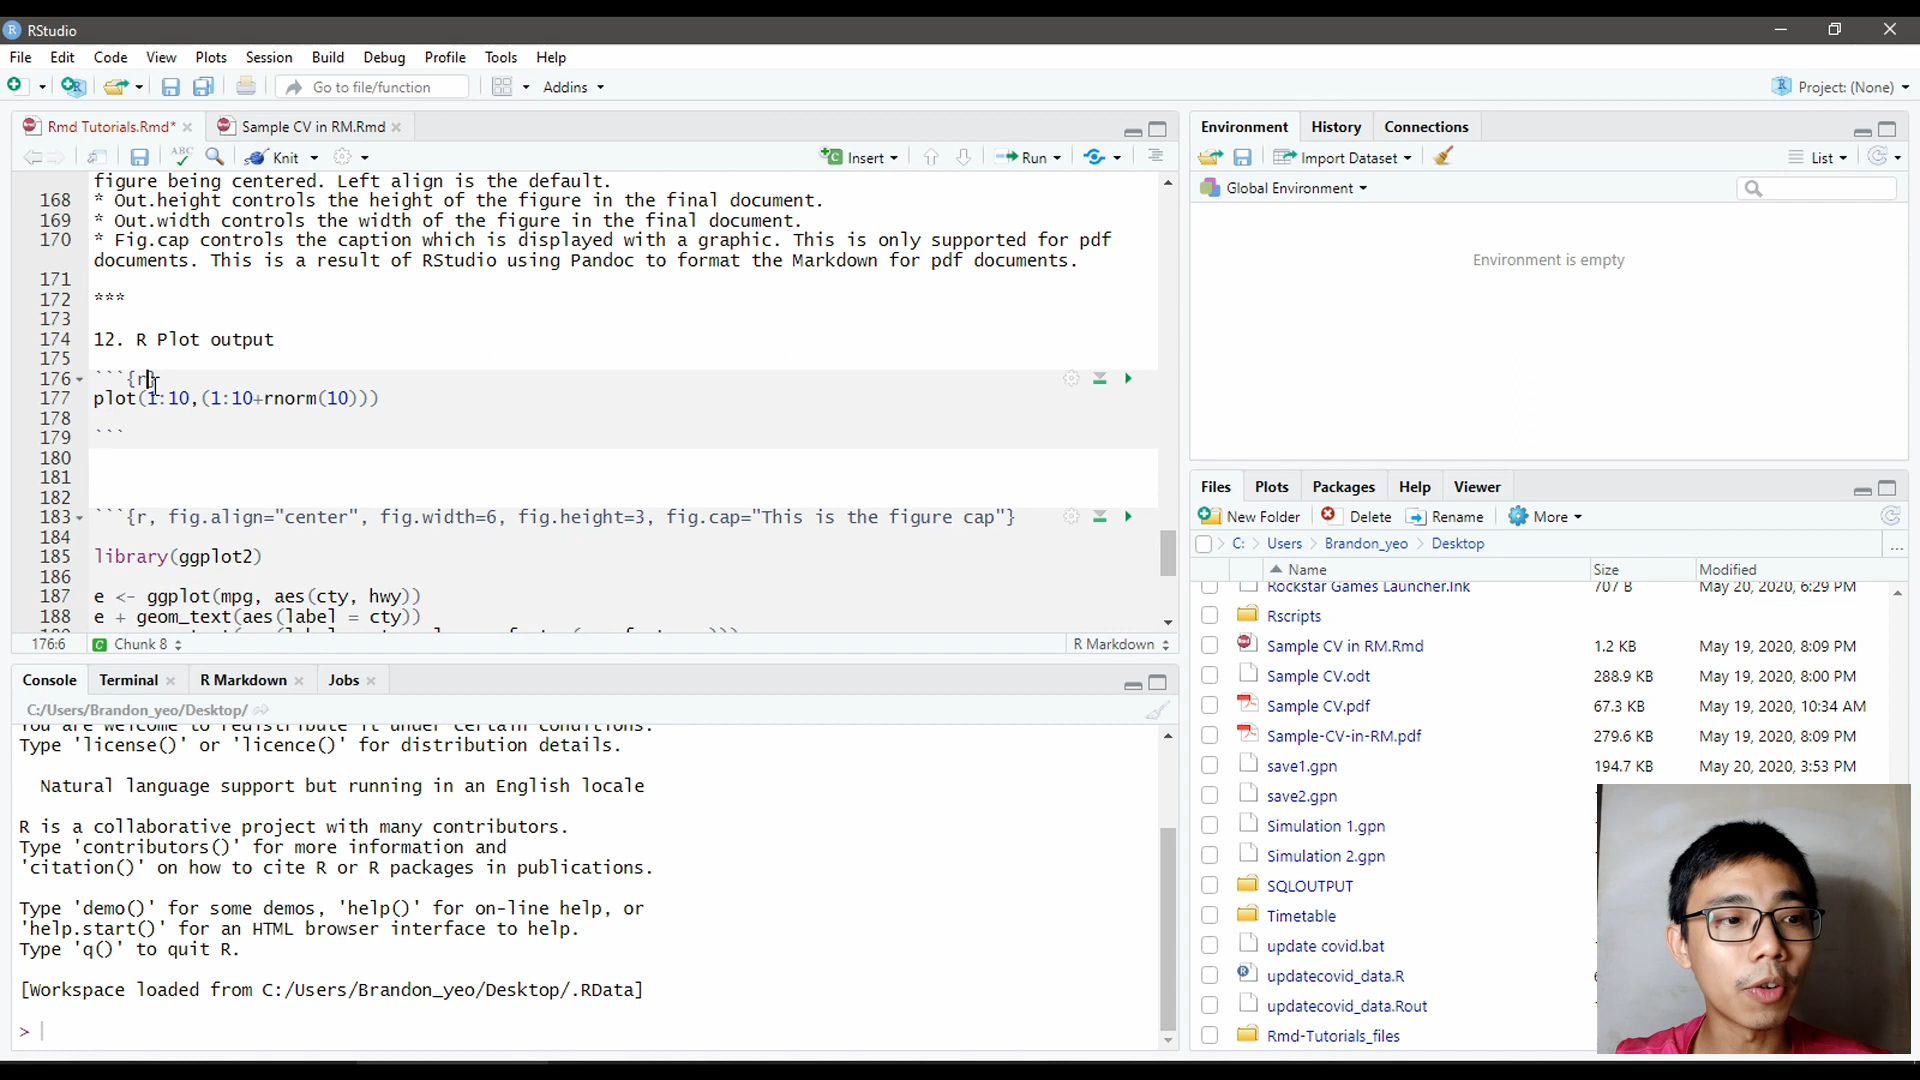 RStudio
File Edit Code View Plots Session Build Debug Profile Tools Help
Go to file/function Addins Project: (None)
Rmd Tutorials.Rmd* Sample CV in RM.Rmd
ABC Knit Insert Run
figure being centered. Left align is the default.
168 * Out.height controls the height of the figure in the final document.
169 * Out.width controls the width of the figure in the final document.
170 * Fig.cap controls the caption which is displayed with a graphic. This is only supported for pdf
documents. This is a result of RStudio using Pandoc to format the Markdown for pdf documents.
171
172 ***
173
174 12. R Plot output
175
176 ```{r}
177 plot(1:10,(1:10+rnorm(10)))
178
179 ```
180
181
182
183 ```{r, fig.align="center", fig.width=6, fig.height=3, fig.cap="This is the figure cap"}
184
185 library(ggplot2)
186
187 e <- ggplot(mpg, aes(cty, hwy))
188 e + geom_text(aes(label = cty))
176:6 Chunk 8 R Markdown
Console Terminal R Markdown Jobs
C:/Users/Brandon_yeo/Desktop/
You are welcome to redistribute it under certain conditions.
Type 'license()' or 'licence()' for distribution details.
Natural language support but running in an English locale
R is a collaborative project with many contributors.
Type 'contributors()' for more information and
'citation()' on how to cite R or R packages in publications.
Type 'demo()' for some demos, 'help()' for on-line help, or
'help.start()' for an HTML browser interface to help.
Type 'q()' to quit R.
[Workspace loaded from C:/Users/Brandon_yeo/Desktop/.RData]
>
Environment History Connections
Import Dataset List
Global Environment
Environment is empty
Files Plots Packages Help Viewer
New Folder Delete Rename More
C: > Users > Brandon_yeo > Desktop ...
Name Size Modified
Rockstar Games Launcher.lnk 707 B May 20, 2020, 6:29 PM
Rscripts
Sample CV in RM.Rmd 1.2 KB May 19, 2020, 8:09 PM
Sample CV.odt 288.9 KB May 19, 2020, 8:00 PM
Sample CV.pdf 67.3 KB May 19, 2020, 10:34 AM
Sample-CV-in-RM.pdf 279.6 KB May 19, 2020, 8:09 PM
save1.gpn 194.7 KB May 20, 2020, 3:53 PM
save2.gpn
Simulation 1.gpn
Simulation 2.gpn
SQLOUTPUT
Timetable
update covid.bat
updatecovid_data.R
updatecovid_data.Rout
Rmd-Tutorials_files